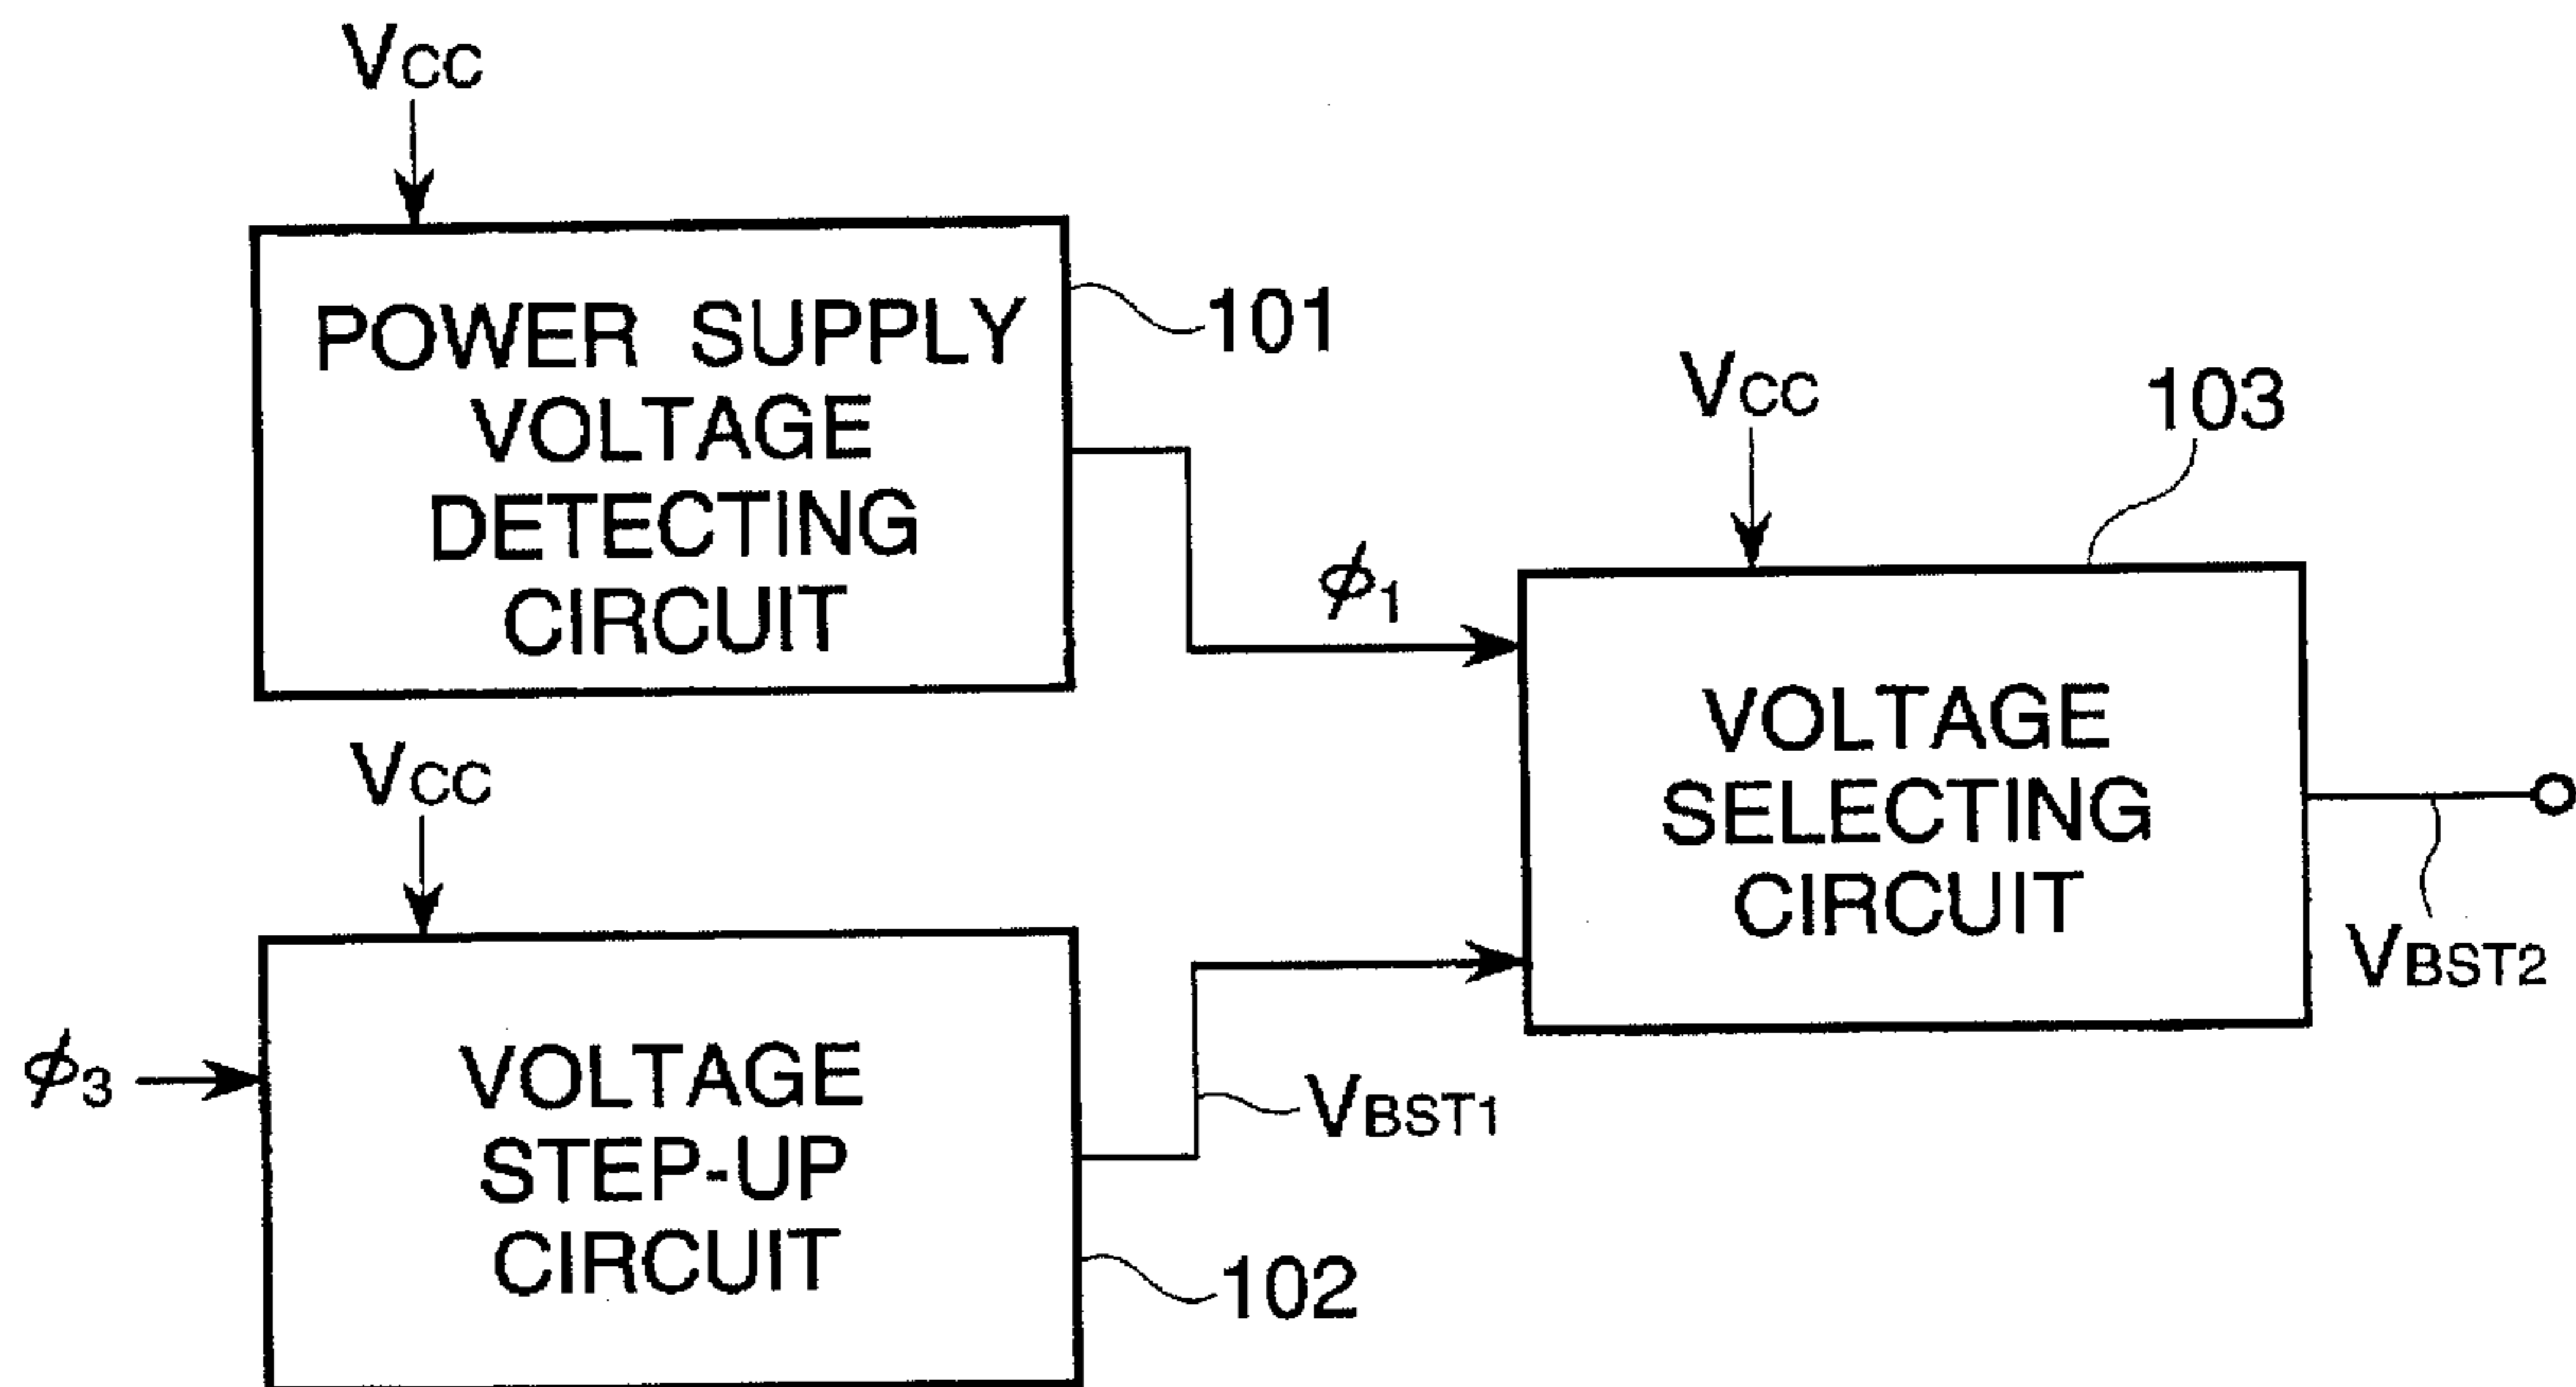 VCC
POWER SUPPLY
VOLTAGE
DETECTING
CIRCUIT
101
ϕ1
VCC
103
VOLTAGE
SELECTING
CIRCUIT
VBST2
VCC
ϕ3
VOLTAGE
STEP-UP
CIRCUIT
VBST1
102